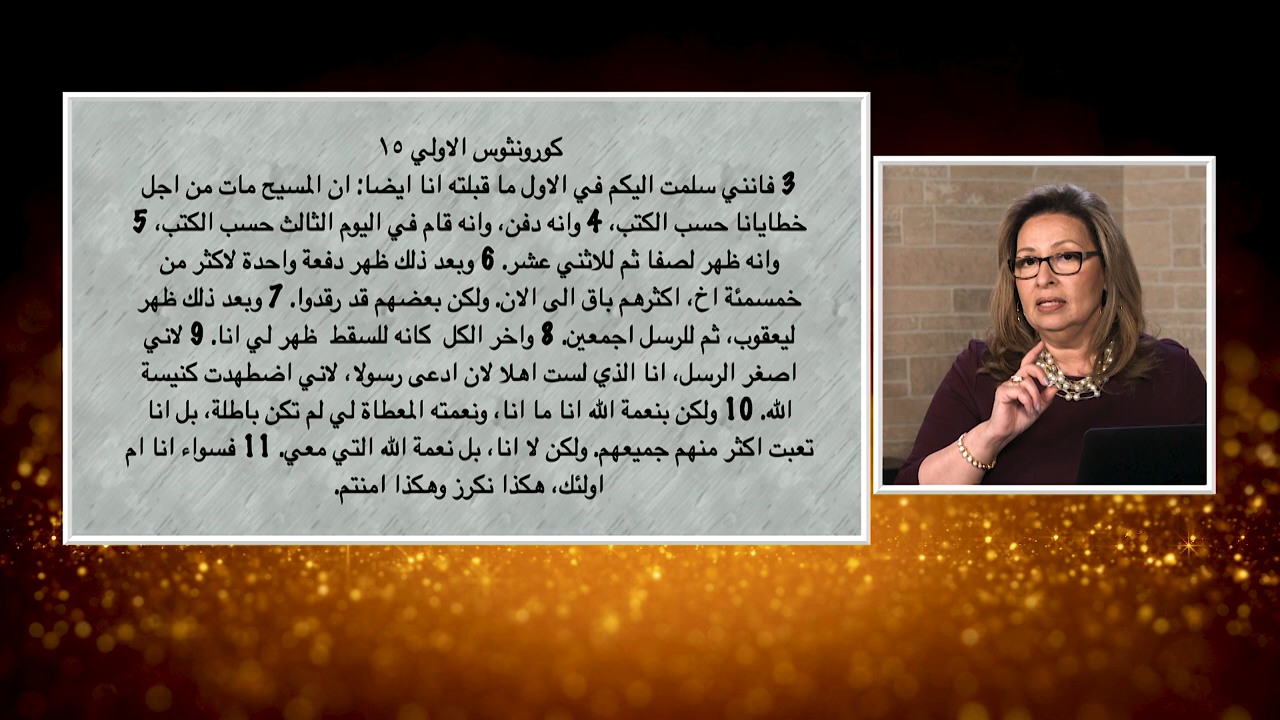 كورونثوس الاولي ١٥
3 فانني سلمت اليكم في الاول ما قبلته انا ايضا: ان المسيح مات من اجل
خطايانا حسب الكتب، 4 وانه دفن، وانه قام في اليوم الثالث حسب الكتب، 5
وانه ظهر لصفا ثم للاثني عشر. 6 وبعد ذلك ظهر دفعة واحدة لاكثر من
خمسمئة اخ، اكثرهم باق الى الان. ولكن بعضهم قد رقدوا. 7 وبعد ذلك ظهر
ليعقوب، ثم للرسل اجمعين. 8 واخر الكل كانه للسقط ظهر لي انا. 9 لاني
اصغر الرسل، انا الذي لست اهلا لان ادعى رسولا، لاني اضطهدت كنيسة
الله. 10 ولكن بنعمة الله انا ما انا، ونعمته المعطاة لي لم تكن باطلة، بل انا
تعبت اكثر منهم جميعهم. ولكن لا انا، بل نعمة الله التي معي. 11 فسواء انا ام
اولئك، هكذا نكرز وهكذا امنتم.